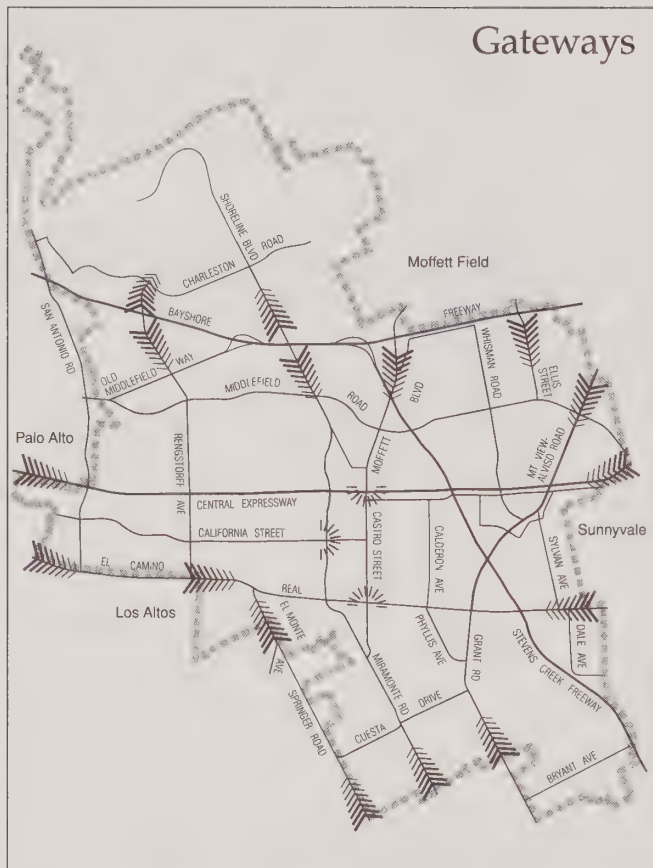 Gateways
SHORELINE BLVD
CHARLESTON ROAD
Moffett Field
BAYSHORE
FREEWAY
SAN ANTONIO RD
OLD
MIDDLEFIELD WAY
MIDDLEFIELD ROAD
BLVD
WHISMAN ROAD
ELLIS
STREET
Palo Alto
RENGSTORFF AVE
MOFFETT
MT VIEW-
ALVISO ROAD
CENTRAL EXPRESSWAY
CALIFORNIA STREET
CASTRO STREET
CALDERON AVE
Sunnyvale
SYLVAN AVE
EL CAMINO
REAL
Los Altos
EL MONTE
AVE
PHYLLIS AVE
GRANT RD
STEVENS
CREEK FREEWAY
DALE AVE
SPRINGER ROAD
MIRAMONTE RD
CUESTA DRIVE
BRYANT AVE